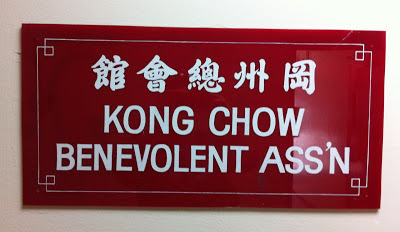 岡州總會館
KONG CHOW
BENEVOLENT ASS'N